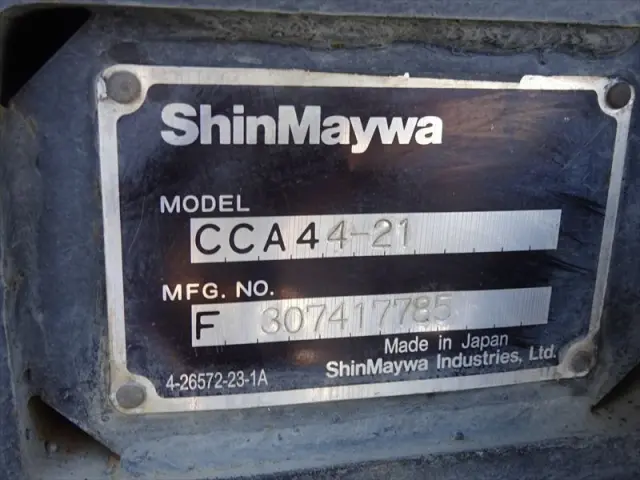 ShinMaywa
MODEL
CCA44-21
MFG. NO.
F 307417785
Made in Japan
4-26572-23-1A
ShinMaywa Industries, Ltd.